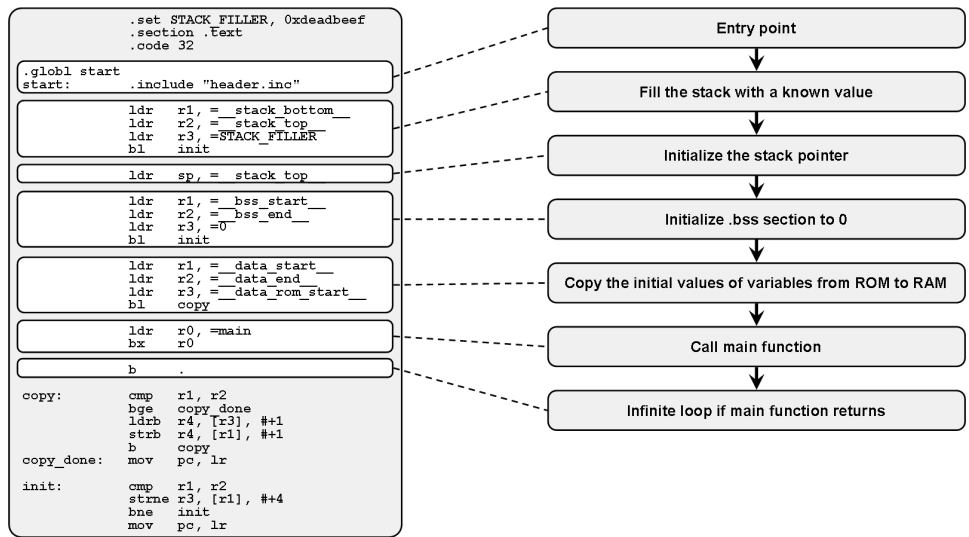 .set STACK_FILLER, 0xdeadbeef
.section .text
.code 32
.globl start
start: .include "header.inc"
ldr r1, =__stack_bottom__
ldr r2, =__stack_top__
ldr r3, =STACK_FILLER
bl init
ldr sp, =__stack_top__
ldr r1, =__bss_start__
ldr r2, =__bss_end__
ldr r3, =0
bl init
ldr r1, =__data_start__
ldr r2, =__data_end__
ldr r3, =__data_rom_start__
bl copy
ldr r0, =main
bx r0
b .
copy: cmp r1, r2
bge copy_done
ldrb r4, [r3], #+1
strb r4, [r1], #+1
b copy
copy_done: mov pc, lr
init: cmp r1, r2
strne r3, [r1], #+4
bne init
mov pc, lr
Entry point
Fill the stack with a known value
Initialize the stack pointer
Initialize .bss section to 0
Copy the initial values of variables from ROM to RAM
Call main function
Infinite loop if main function returns